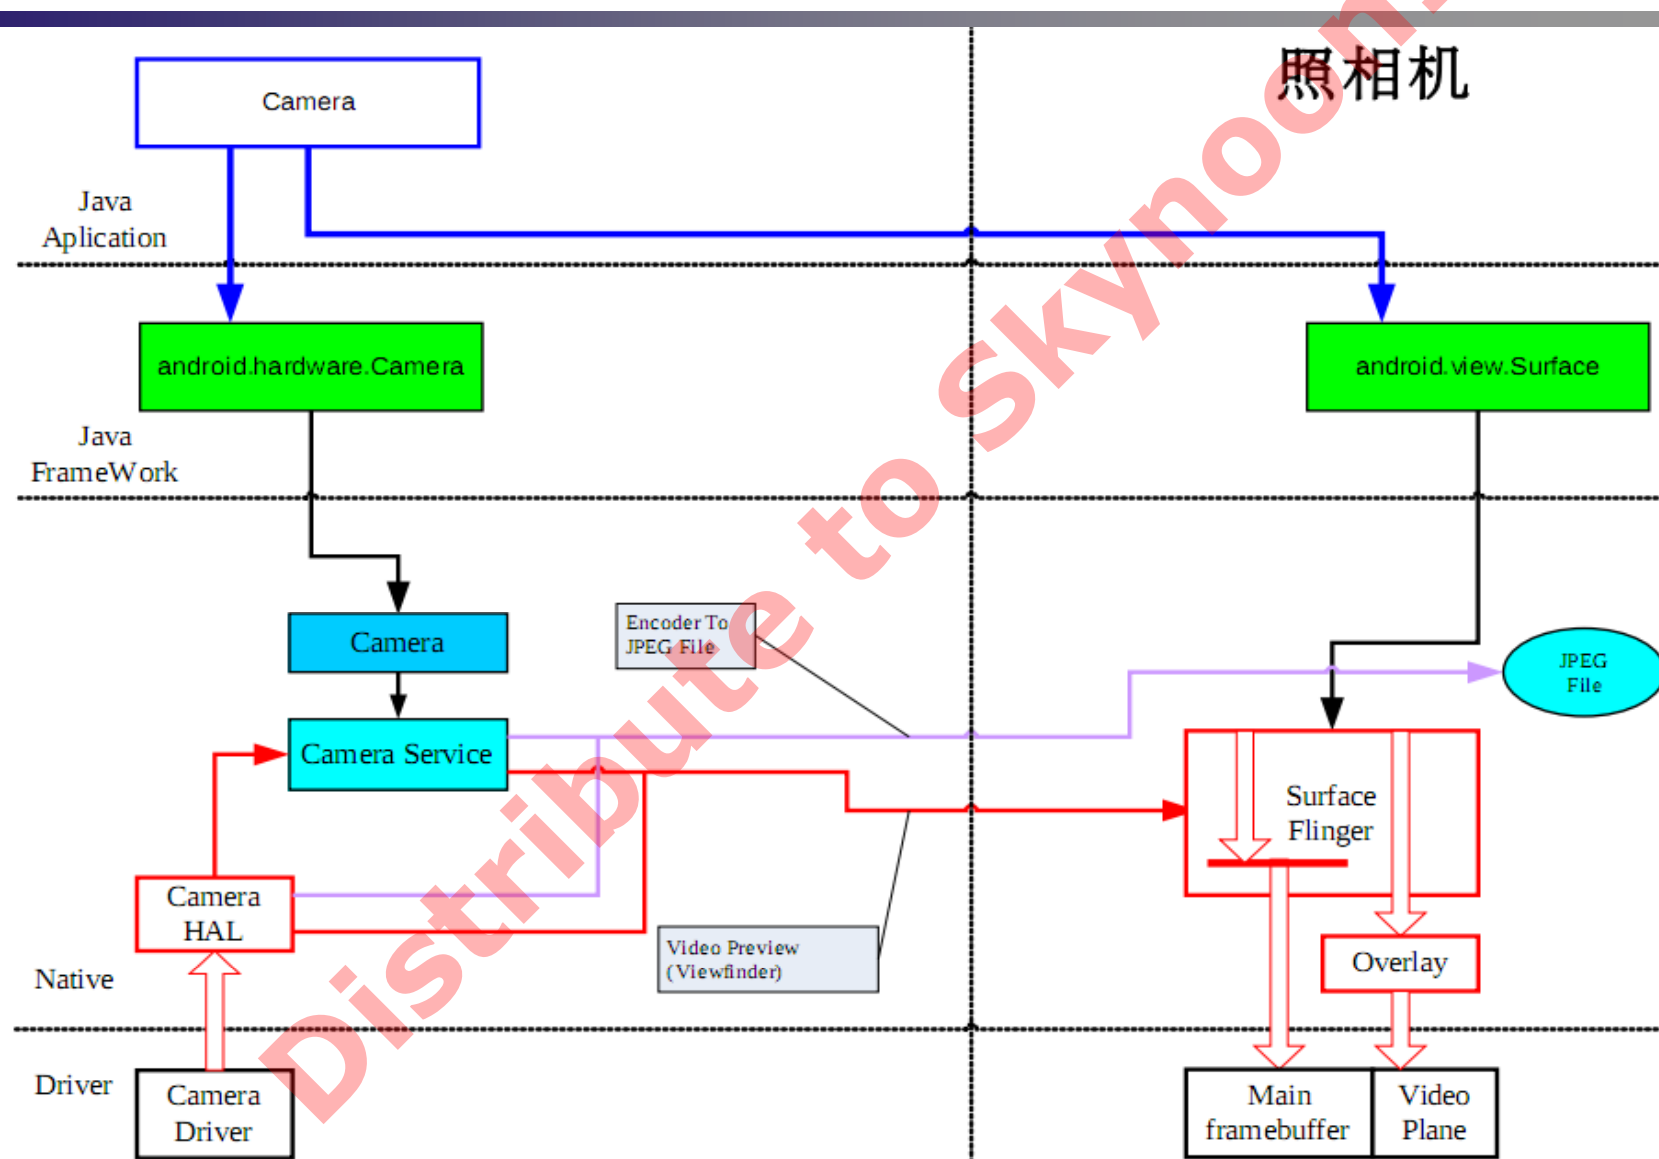 照相机
Camera
Java
Aplication
android.hardware.Camera
android.view.Surface
Java
FrameWork
Camera
Encoder To
JPEG File
JPEG
File
Camera Service
Surface
Flinger
Camera
HAL
Video Preview
(Viewfinder)
Overlay
Native
Driver
Camera
Driver
Main
framebuffer
Video
Plane
Distribute to Skynoon.